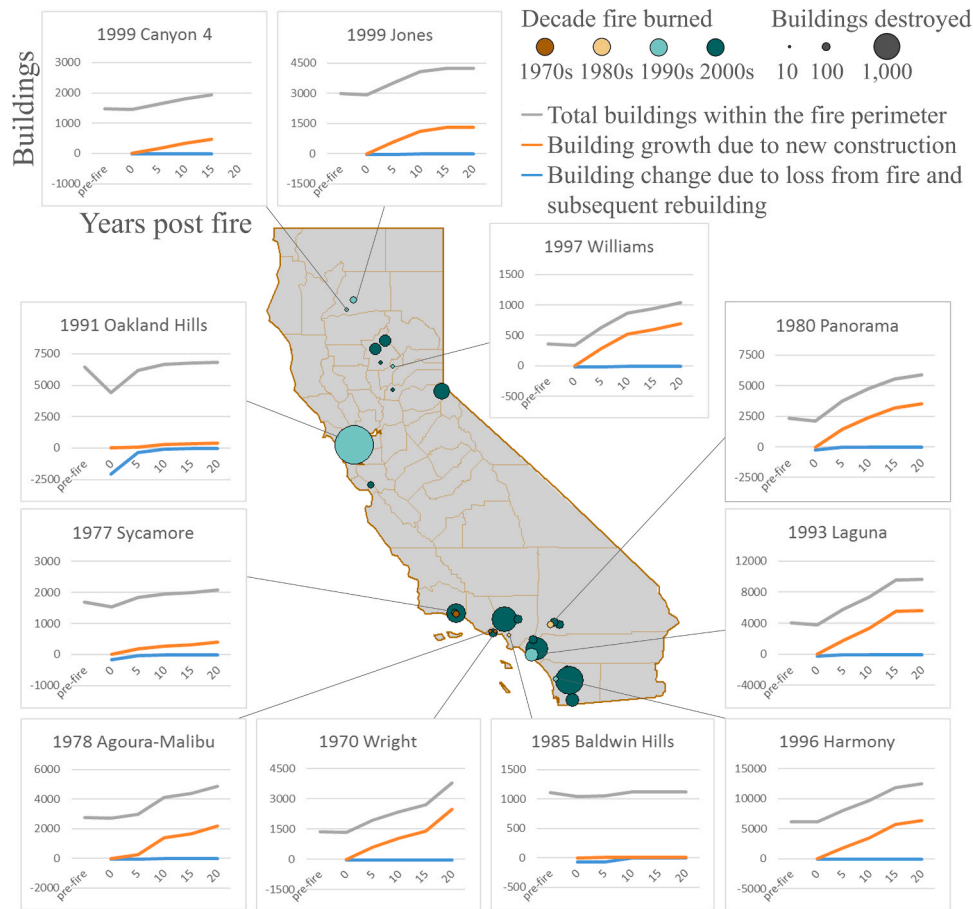 Buildings
Years post fire
Decade fire burned
1970s 1980s 1990s 2000s
Buildings destroyed
10 100 1,000
Total buildings within the fire perimeter
Building growth due to new construction
Building change due to loss from fire and
subsequent rebuilding
1999 Canyon 4
3000
2000
1000
0
-1000
pre-fire 0 5 10 15 20
1999 Jones
4500
3000
1500
0
-1500
pre-fire 0 5 10 15 20
1997 Williams
1500
1000
500
0
-500
pre-fire 0 5 10 15 20
1991 Oakland Hills
7500
5000
2500
0
-2500
pre-fire 0 5 10 15 20
1980 Panorama
7500
5000
2500
0
-2500
pre-fire 0 5 10 15 20
1977 Sycamore
3000
2000
1000
0
-1000
pre-fire 0 5 10 15 20
1993 Laguna
12000
8000
4000
0
-4000
pre-fire 0 5 10 15 20
1978 Agoura-Malibu
6000
4000
2000
0
-2000
pre-fire 0 5 10 15 20
1970 Wright
4500
3000
1500
0
-1500
pre-fire 0 5 10 15 20
1985 Baldwin Hills
1500
1000
500
0
-500
pre-fire 0 5 10 15 20
1996 Harmony
15000
10000
5000
0
-5000
pre-fire 0 5 10 15 20